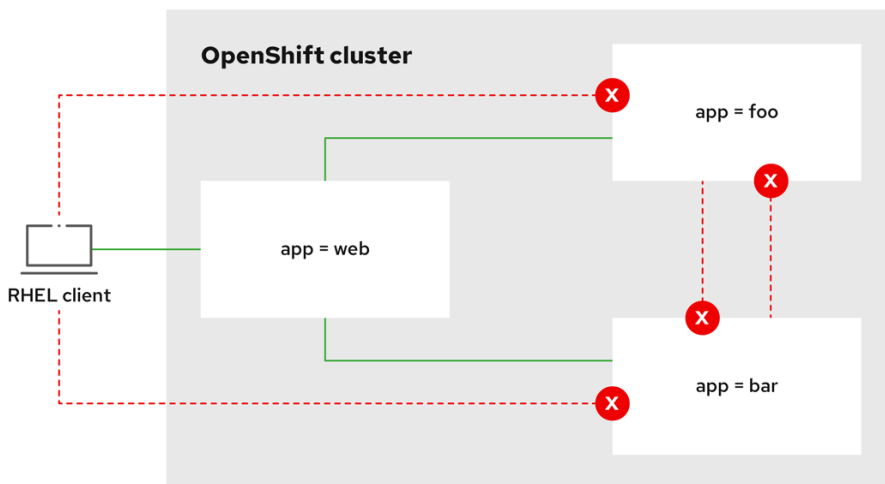 OpenShift cluster
X
app = foo
X
app = web
RHEL client
X
app = bar
X